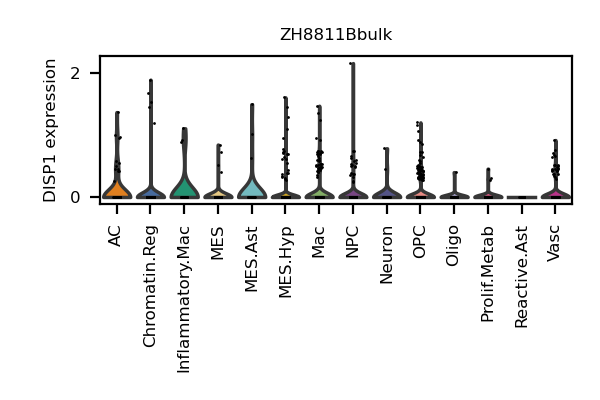 ZH8811Bbulk
DISP1 expression
2
0
AC
Chromatin.Reg
Inflammatory.Mac
MES
MES.Ast
MES.Hyp
Mac
NPC
Neuron
OPC
Oligo
Prolif.Metab
Reactive.Ast
Vasc